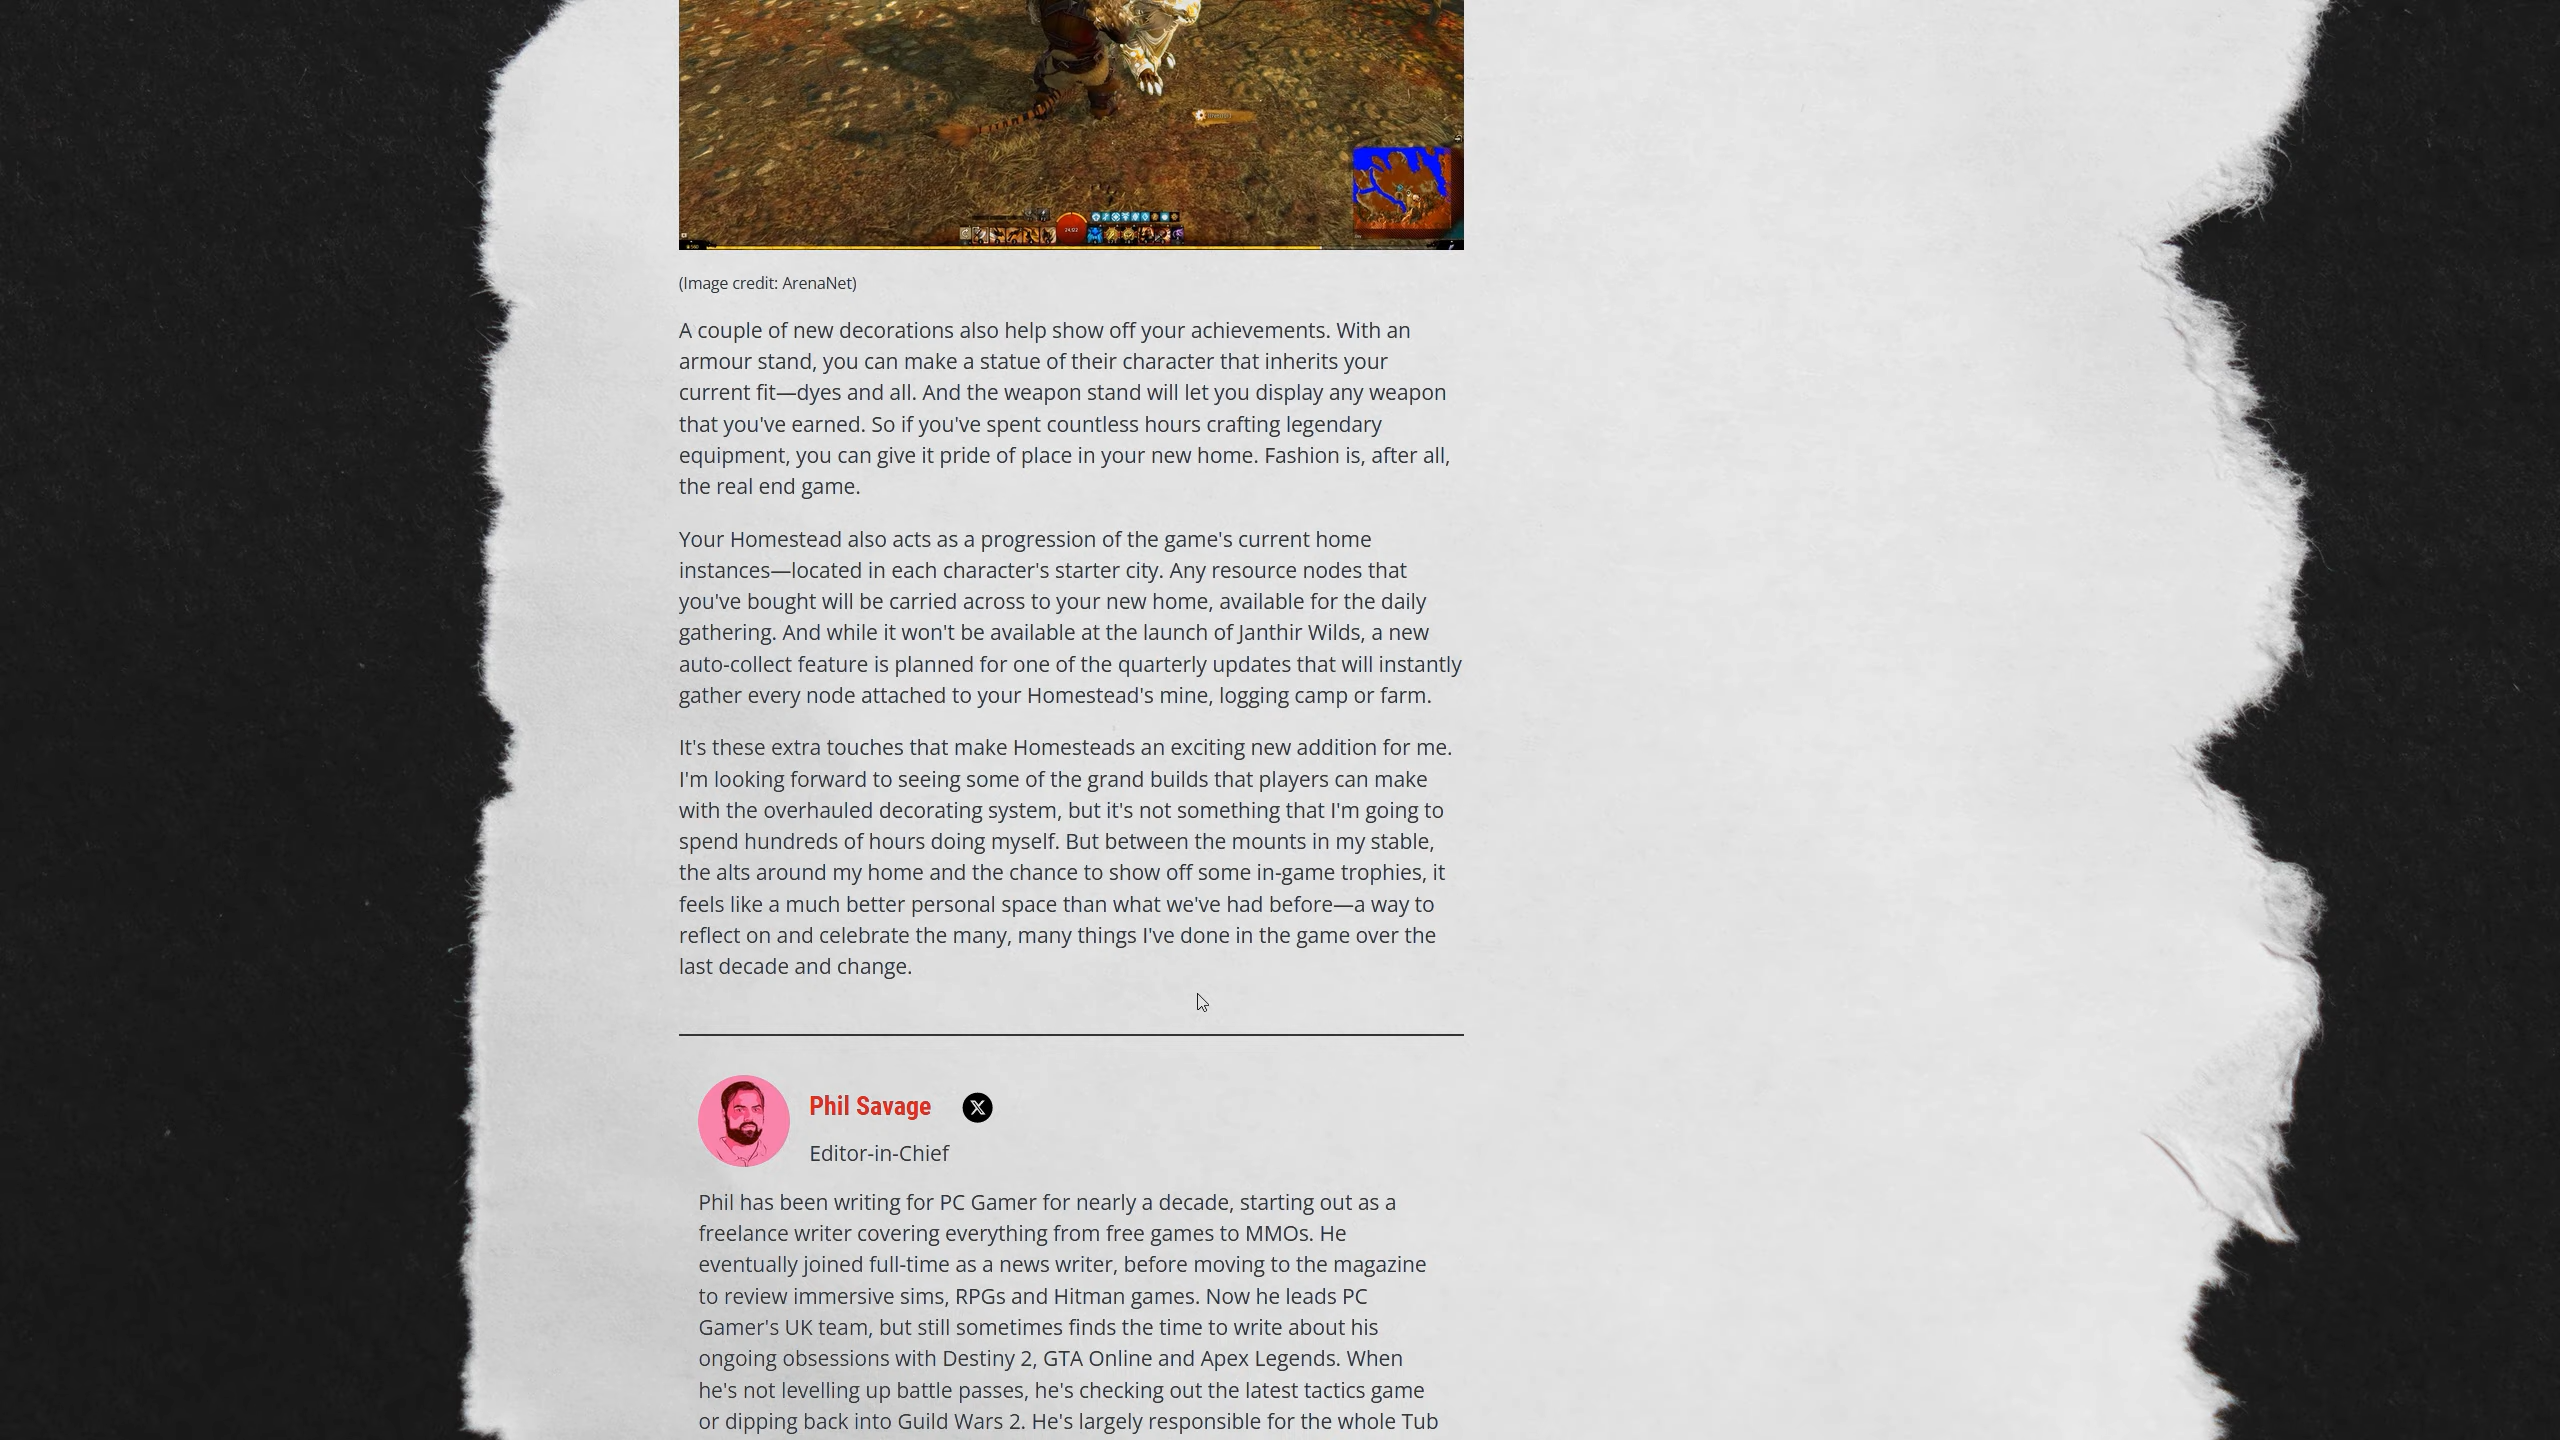 (Image credit: ArenaNet)
A couple of new decorations also help show off your achievements. With an
armour stand, you can make a statue of their character that inherits your
current fit—dyes and all. And the weapon stand will let you display any weapon
that you've earned. So if you've spent countless hours crafting legendary
equipment, you can give it pride of place in your new home. Fashion is, after all,
the real end game.
Your Homestead also acts as a progression of the game's current home
instances—located in each character's starter city. Any resource nodes that
you've bought will be carried across to your new home, available for the daily
gathering. And while it won't be available at the launch of Janthir Wilds, a new
auto-collect feature is planned for one of the quarterly updates that will instantly
gather every node attached to your Homestead's mine, logging camp or farm.
It's these extra touches that make Homesteads an exciting new addition for me.
I'm looking forward to seeing some of the grand builds that players can make
with the overhauled decorating system, but it's not something that I'm going to
spend hundreds of hours doing myself. But between the mounts in my stable,
the alts around my home and the chance to show off some in-game trophies, it
feels like a much better personal space than what we've had before—a way to
reflect on and celebrate the many, many things I've done in the game over the
last decade and change.
Phil Savage
Editor-in-Chief
Phil has been writing for PC Gamer for nearly a decade, starting out as a
freelance writer covering everything from free games to MMOs. He
eventually joined full-time as a news writer, before moving to the magazine
to review immersive sims, RPGs and Hitman games. Now he leads PC
Gamer's UK team, but still sometimes finds the time to write about his
ongoing obsessions with Destiny 2, GTA Online and Apex Legends. When
he's not levelling up battle passes, he's checking out the latest tactics game
or dipping back into Guild Wars 2. He's largely responsible for the whole Tub